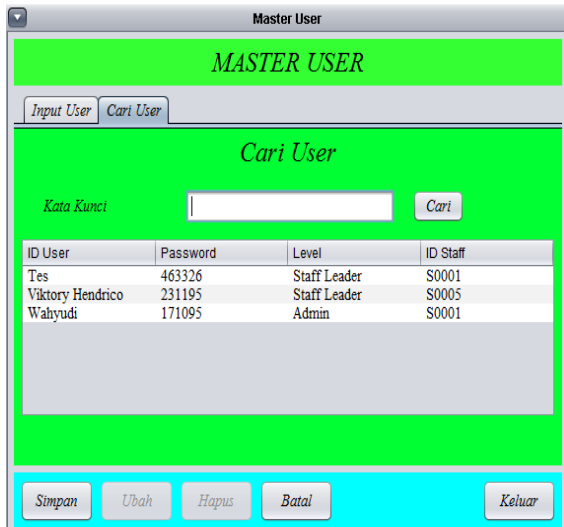 Master User
MASTER USER
Input User Cari User
Cari User
Kata Kunci Cari
ID User Password Level ID Staff
Tes 463326 Staff Leader S0001
Viktory Hendrico 231195 Staff Leader S0005
Wahyudi 171095 Admin S0001
Simpan Ubah Hapus Batal Keluar